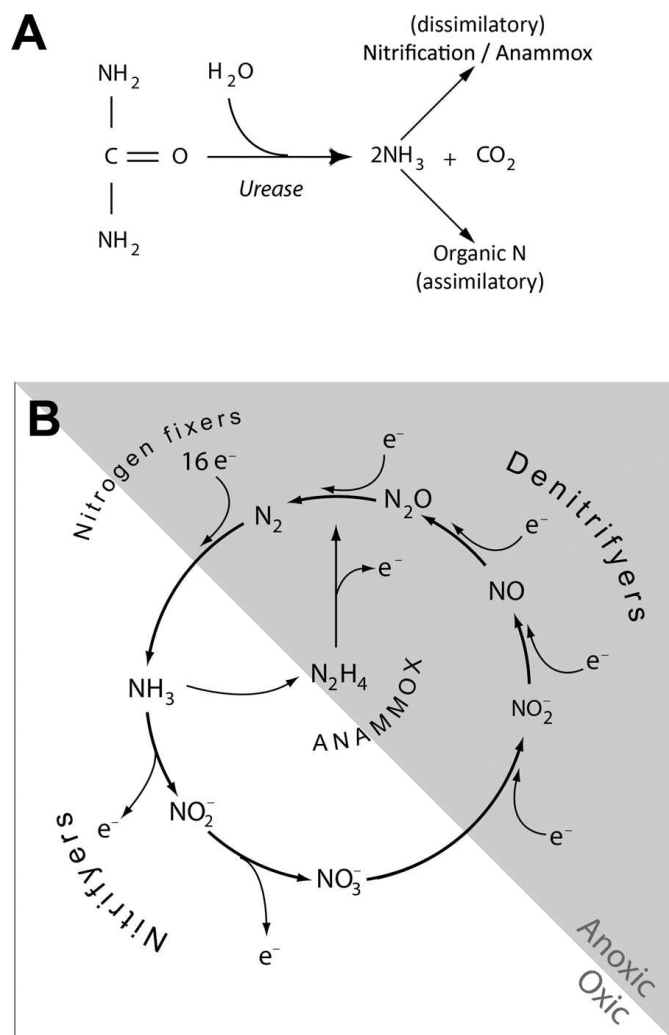 A
(dissimilatory)
Nitrification / Anammox
NH₂
H₂O
C = O
2NH₃ + CO₂
Urease
NH₂
Organic N
(assimilatory)
B
Nitrogen fixers
16 e⁻
e⁻
Denitrifyers
N₂O
N₂
e⁻
e⁻
NO
N₂H₄
e⁻
NH₃
ANAMMOX
NO₂⁻
NO₂⁻
e⁻
e⁻
Nitrifyers
NO₃⁻
e⁻
Anoxic
Oxic